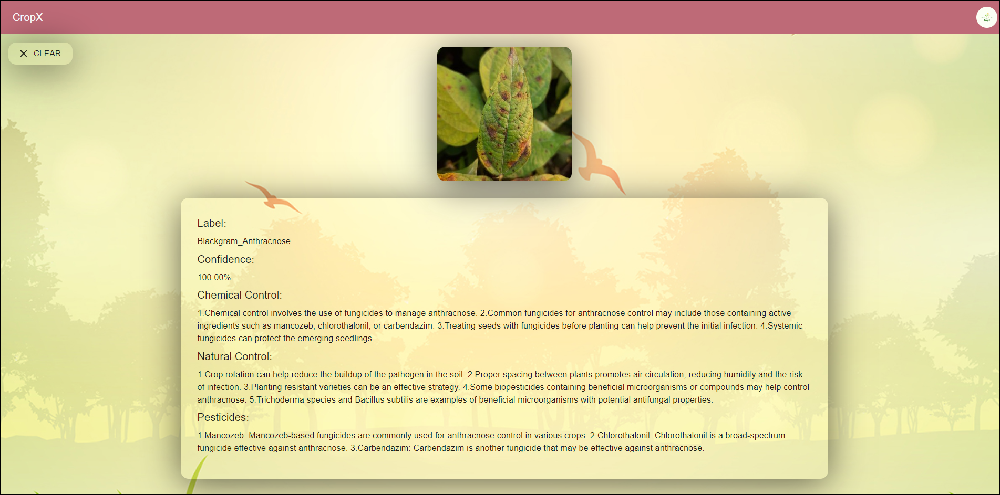 CropX
CropX
CLEAR
Label:
Blackgram_Anthracnose
Confidence:
100.00%
Chemical Control:
1.Chemical control involves the use of fungicides to manage anthracnose. 2.Common fungicides for anthracnose control may include those containing active
ingredients such as mancozeb, chlorothalonil, or carbendazim. 3.Treating seeds with fungicides before planting can help prevent the initial infection. 4.Systemic
fungicides can protect the emerging seedlings.
Natural Control:
1.Crop rotation can help reduce the buildup of the pathogen in the soil. 2.Proper spacing between plants promotes air circulation, reducing humidity and the risk
of infection. 3.Planting resistant varieties can be an effective strategy. 4.Some biopesticides containing beneficial microorganisms or compounds may help control
anthracnose. 5.Trichoderma species and Bacillus subtilis are examples of beneficial microorganisms with potential antifungal properties.
Pesticides:
1.Mancozeb: Mancozeb-based fungicides are commonly used for anthracnose control in various crops. 2.Chlorothalonil: Chlorothalonil is a broad-spectrum
fungicide effective against anthracnose. 3.Carbendazim: Carbendazim is another fungicide that may be effective against anthracnose.